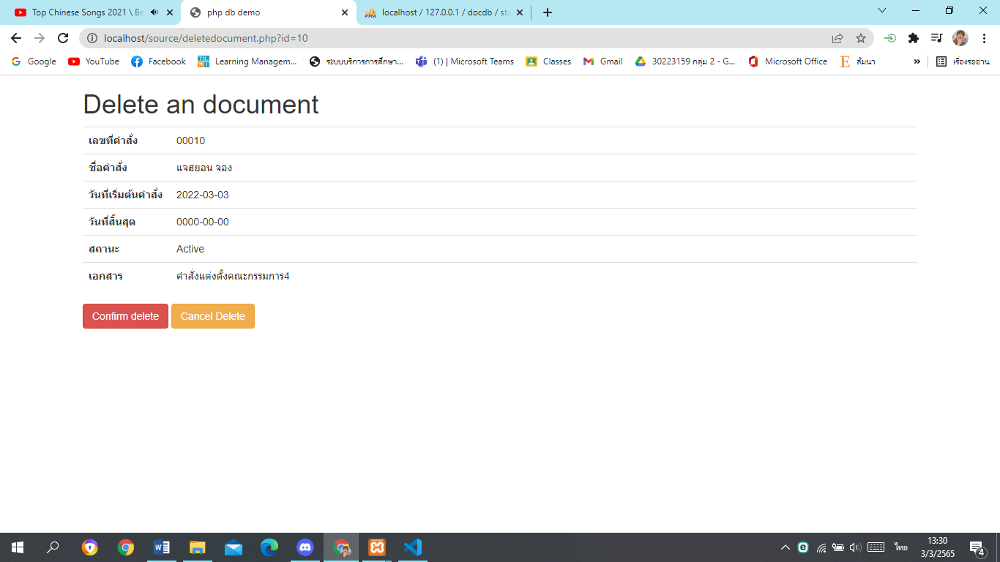 Top Chinese Songs 2021 \ Be
php db demo
localhost / 127.0.0.1 / docdb / sta
localhost/source/deletedocument.php?id=10
Google
YouTube
Facebook
Learning Managem...
ระบบบริการการศึกษา...
(1) | Microsoft Teams
Classes
Gmail
30223159 กลุ่ม 2 - G...
Microsoft Office
สัมนา
»
เรื่องรออ่าน
Delete an document
เลขที่คำสั่ง 00010
ชื่อคำสั่ง แจฮยอน จอง
วันที่เริ่มต้นคำสั่ง 2022-03-03
วันที่สิ้นสุด 0000-00-00
สถานะ Active
เอกสาร คำสั่งแต่งตั้งคณะกรรมการ4
Confirm delete
Cancel Delete
ไทย
13:30
3/3/2565
4